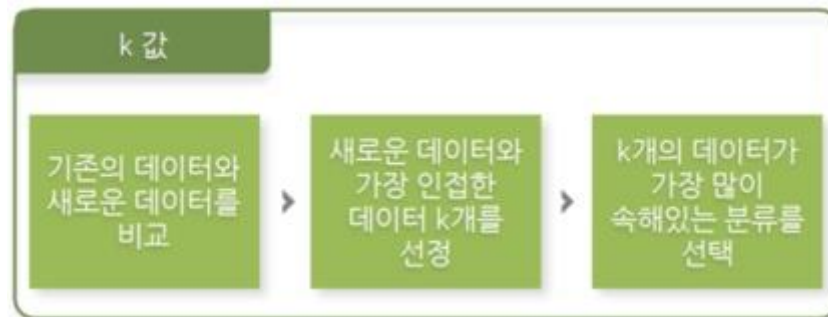 k 값
기존의 데이터와
새로운 데이터를
비교
새로운 데이터와
가장 인접한
데이터 k개를
선정
k개의 데이터가
가장 많이
속해있는 분류를
선택